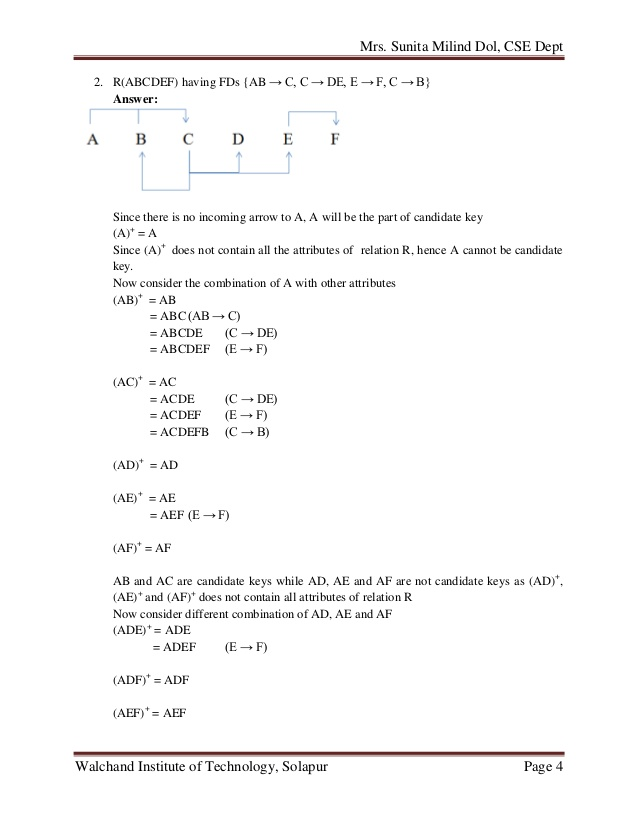 Mrs. Sunita Milind Dol, CSE Dept
2. R(ABCDEF) having FDs {AB → C, C → DE, E → F, C → B}
Answer:
A B C D E F
Since there is no incoming arrow to A, A will be the part of candidate key
(A)⁺ = A
Since (A)⁺ does not contain all the attributes of relation R, hence A cannot be candidate
key.
Now consider the combination of A with other attributes
(AB)⁺ = AB
= ABC (AB → C)
= ABCDE (C → DE)
= ABCDEF (E → F)
(AC)⁺ = AC
= ACDE (C → DE)
= ACDEF (E → F)
= ACDEFB (C → B)
(AD)⁺ = AD
(AE)⁺ = AE
= AEF (E → F)
(AF)⁺ = AF
AB and AC are candidate keys while AD, AE and AF are not candidate keys as (AD)⁺,
(AE)⁺ and (AF)⁺ does not contain all attributes of relation R
Now consider different combination of AD, AE and AF
(ADE)⁺ = ADE
= ADEF (E → F)
(ADF)⁺ = ADF
(AEF)⁺ = AEF
Walchand Institute of Technology, Solapur Page 4